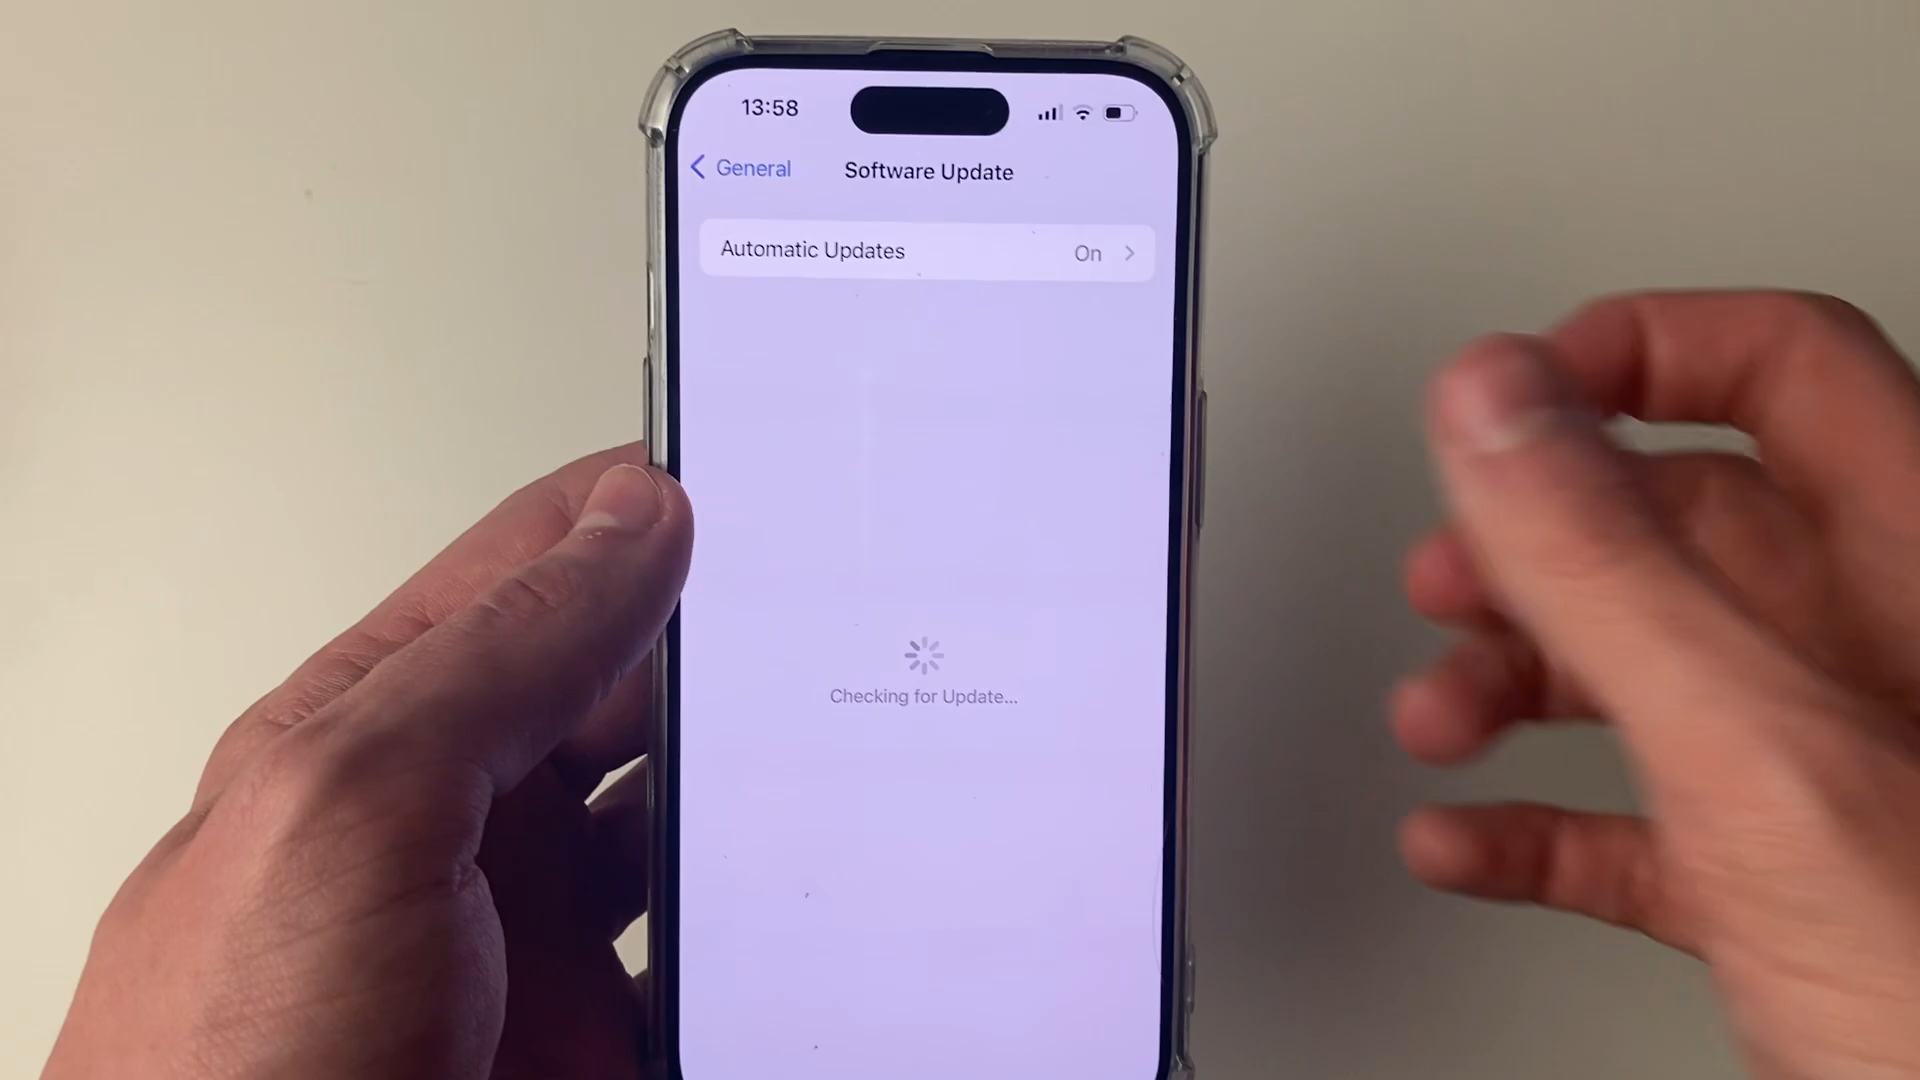 13:58
General
Software Update
Automatic Updates On
Checking for Update...